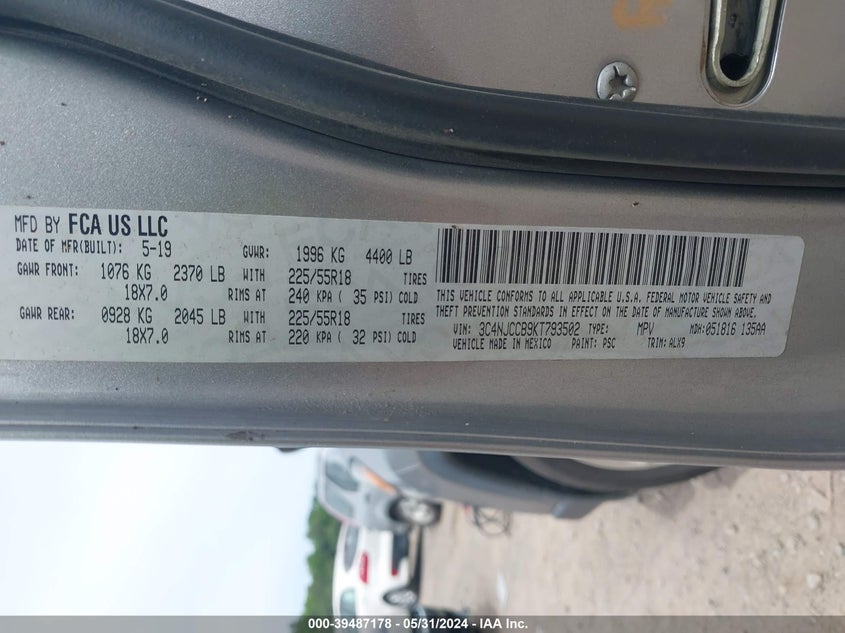 MFD BY FCA US LLC
DATE OF MFR(BUILT): 5-19 GVWR: 1996 KG 4400 LB
GAWR FRONT: 1076 KG 2370 LB WITH 225/55R18 TIRES
18X7.0 RIMS AT 240 KPA ( 35 PSI) COLD
GAWR REAR: 0928 KG 2045 LB WITH 225/55R18 TIRES
18X7.0 RIMS AT 220 KPA ( 32 PSI) COLD
THIS VEHICLE CONFORMS TO ALL APPLICABLE U.S.A. FEDERAL MOTOR VEHICLE SAFETY AND
THEFT PREVENTION STANDARDS IN EFFECT ON THE DATE OF MANUFACTURE SHOWN ABOVE.
VIN: 3C4NJCCB9KT793502 TYPE: MPV MDH: 051816 135AA
VEHICLE MADE IN MEXICO PAINT: PSC TRIM: ALX9
000-39487178 - 05/31/2024 - IAA Inc.